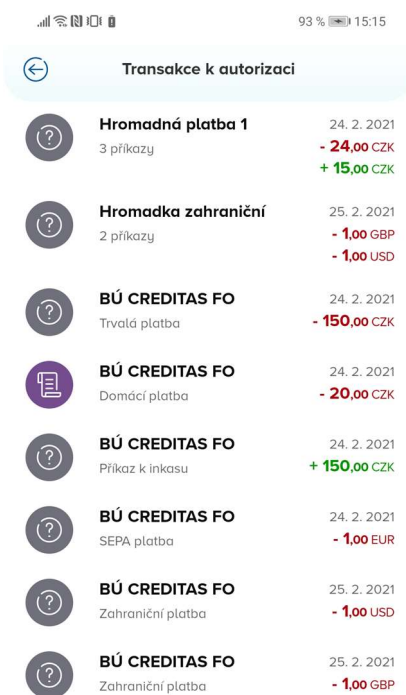 93 % 15:15
Transakce k autorizaci
Hromadná platba 1 24. 2. 2021
3 příkazy - 24,00 CZK
+ 15,00 CZK
Hromadka zahraniční 25. 2. 2021
2 příkazy - 1,00 GBP
- 1,00 USD
BÚ CREDITAS FO 24. 2. 2021
Trvalá platba - 150,00 CZK
BÚ CREDITAS FO 24. 2. 2021
Domácí platba - 20,00 CZK
BÚ CREDITAS FO 24. 2. 2021
Příkaz k inkasu + 150,00 CZK
BÚ CREDITAS FO 24. 2. 2021
SEPA platba - 1,00 EUR
BÚ CREDITAS FO 25. 2. 2021
Zahraniční platba - 1,00 USD
BÚ CREDITAS FO 25. 2. 2021
Zahraniční platba - 1,00 GBP